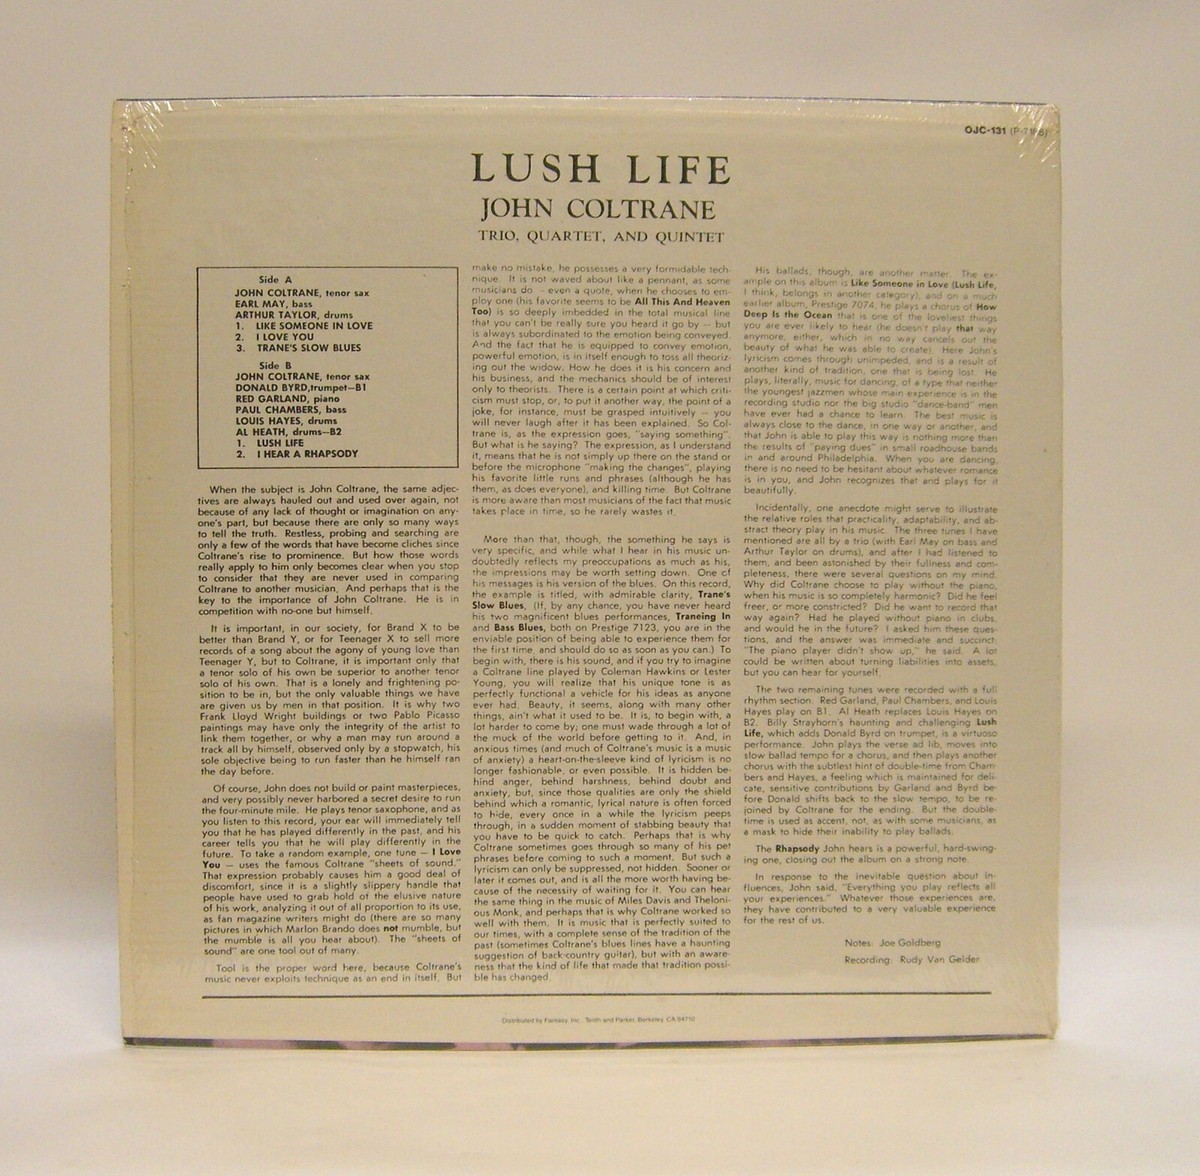 OJC-131 (P-7188)
LUSH LIFE
JOHN COLTRANE
TRIO, QUARTET, AND QUINTET
Side A
JOHN COLTRANE, tenor sax
EARL MAY, bass
ARTHUR TAYLOR, drums
1. LIKE SOMEONE IN LOVE
2. I LOVE YOU
3. TRANE'S SLOW BLUES
Side B
JOHN COLTRANE, tenor sax
DONALD BYRD,trumpet—B1
RED GARLAND, piano
PAUL CHAMBERS, bass
LOUIS HAYES, drums
AL HEATH, drums—B2
1. LUSH LIFE
2. I HEAR A RHAPSODY
When the subject is John Coltrane, the same adjec-
tives are always hauled out and used over again, not
because of any lack of thought or imagination on any-
one's part, but because there are only so many ways
to tell the truth. Restless, probing and searching are
only a few of the words that have become cliches since
Coltrane's rise to prominence. But how those words
really apply to him only becomes clear when you stop
to consider that they are never used in comparing
Coltrane to another musician. And perhaps that is the
key to the importance of John Coltrane. He is in
competition with no-one but himself.
It is important, in our society, for Brand X to be
better than Brand Y, or for Teenager X to sell more
records of a song about the agony of young love than
Teenager Y, but to Coltrane, it is important only that
a tenor solo of his own be superior to another tenor
solo of his own. That is a lonely and frightening po-
sition to be in, but the only valuable things we have
are given us by men in that position. It is why two
Frank Lloyd Wright buildings or two Pablo Picasso
paintings may have only the integrity of the artist to
link them together, or why a man may run around a
track all by himself, observed only by a stopwatch, his
sole objective being to run faster than he himself ran
the day before.
Of course, John does not build or paint masterpieces,
and very possibly never harbored a secret desire to run
the four-minute mile. He plays tenor saxophone, and as
you listen to this record, your ear will immediately tell
you that he has played differently in the past, and his
career tells you that he will play differently in the
future. To take a random example, one tune — I Love
You — uses the famous Coltrane "sheets of sound."
That expression probably causes him a good deal of
discomfort, since it is a slightly slippery handle that
people have used to grab hold ot the elusive nature
of his work, analyzing it out of all proportion to its use,
as fan magazine writers might do (there are so many
pictures in which Marlon Brando does not mumble, but
the mumble is all you hear about). The "sheets of
sound" are one tool out of many.
Tool is the proper word here, because Coltrane's
music never exploits technique as an end in itself. But
make no mistake, he possesses a very formidable tech-
nique. It is not waved about like a pennant, as some
musicians do - even a quote, when he chooses to em-
ploy one (his favorite seems to be All This And Heaven
Too) is so deeply imbedded in the total musical line
that you can't be really sure you heard it go by — but
is always subordinated to the emotion being conveyed.
And the fact that he is equipped to convey emotion,
powerful emotion, is in itself enough to toss all theoriz-
ing out the widow. How he does it is his concern and
his business, and the mechanics should be of interest
only to theorists. There is a certain point at which criti-
cism must stop, or, to put it another way, the point of a
joke, for instance, must be grasped intuitively — you
will never laugh after it has been explained. So Col-
trane is, as the expression goes, "saying something".
But what is he saying? The expression, as I understand
it, means that he is not simply up there on the stand or
before the microphone "making the changes", playing
his favorite little runs and phrases (although he has
them, as does everyone), and killing time. But Coltrane
is more aware than most musicians of the fact that music
takes place in time, so he rarely wastes it.
More than that, though, the something he says is
very specific, and while what I hear in his music un-
doubtedly reflects my preoccupations as much as his,
the impressions may be worth setting down. One of
his messages is his version of the blues. On this record,
the example is titled, with admirable clarity, Trane's
Slow Blues. (If, by any chance, you have never heard
his two magnificent blues performances, Traneing In
and Bass Blues, both on Prestige 7123, you are in the
enviable position of being able to experience them for
the first time, and should do so as soon as you can.) To
begin with, there is his sound, and if you try to imagine
a Coltrane line played by Coleman Hawkins or Lester
Young, you will realize that his unique tone is as
perfectly functional a vehicle for his ideas as anyone
ever had. Beauty, it seems, along with many other
things, ain't what it used to be. It is, to begin with, a
lot harder to come by; one must wade through a lot of
the muck of the world before getting to it. And, in
anxious times (and much of Coltrane's music is a music
of anxiety) a heart-on-the-sleeve kind of lyricism is no
longer fashionable, or even possible. It is hidden be-
hind anger, behind harshness, behind doubt and
anxiety, but, since those qualities are only the shield
behind which a romantic, lyrical nature is often forced
to hide, every once in a while the lyricism peeps
through, in a sudden moment of stabbing beauty that
you have to be quick to catch. Perhaps that is why
Coltrane sometimes goes through so many of his pet
phrases before coming to such a moment. But such a
lyricism can only be suppressed, not hidden. Sooner or
later it comes out, and is all the more worth having be-
cause of the necessity of waiting for it. You can hear
the same thing in the music of Miles Davis and Theloni-
ous Monk, and perhaps that is why Coltrane worked so
well with them. It is music that is perfectly suited to
our times, with a complete sense of the tradition of the
past (sometimes Coltrane's blues lines have a haunting
suggestion of back-country guitar), but with an aware-
ness that the kind of life that made that tradition possi-
ble has changed.
His ballads, though, are another matter. The ex-
ample on this album is Like Someone in Love (Lush Life,
I think, belongs in another category), and on a much
earlier album, Prestige 7074, he plays a chorus of How
Deep Is the Ocean that is one of the loveliest things
you are ever likely to hear (he doesn't play that way
anymore, either, which in no way cancels out the
beauty of what he was able to create). Here John's
lyricism comes through unimpeded, and is a result of
another kind of tradition, one that is being lost. He
plays, literally, music for dancing, of a type that neither
the youngest jazzmen whose main experience is in the
recording studio nor the big studio "dance-band" men
have ever had a chance to learn. The best music is
always close to the dance, in one way or another, and
that John is able to play this way is nothing more than
the results of "paying dues" in small roadhouse bands
in and around Philadelphia. When you are dancing,
there is no need to be hesitant about whatever romance
is in you, and John recognizes that and plays for it
beautifully.
Incidentally, one anecdote might serve to illustrate
the relative roles that practicality, adaptability, and ab-
stract theory play in his music. The three tunes I have
mentioned are all by a trio (with Earl May on bass and
Arthur Taylor on drums), and after I had listened to
them, and been astonished by their fullness and com-
pleteness, there were several questions on my mind.
Why did Coltrane choose to play without the piano,
when his music is so completely harmonic? Did he feel
freer, or more constricted? Did he want to record that
way again? Had he played without piano in clubs,
and would he in the future? I asked him these ques-
tions, and the answer was immediate and succinct:
"The piano player didn't show up," he said. A lot
could be written about turning liabilities into assets,
but you can hear for yourself.
The two remaining tunes were recorded with a full
rhythm section. Red Garland, Paul Chambers, and Louis
Hayes play on B1. Al Heath replaces Louis Hayes on
B2. Billy Strayhorn's haunting and challenging Lush
Life, which adds Donald Byrd on trumpet, is a virtuoso
performance. John plays the verse ad lib, moves into
slow ballad tempo for a chorus, and then plays another
chorus with the subtlest hint of double-time from Cham-
bers and Hayes, a feeling which is maintained for deli-
cate, sensitive contributions by Garland and Byrd be-
fore Donald shifts back to the slow tempo, to be re-
joined by Coltrane for the ending. But the double-
time is used as accent, not, as with some musicians, as
a mask to hide their inability to play ballads.
The Rhapsody John hears is a powerful, hard-swing-
ing one, closing out the album on a strong note.
In response to the inevitable question about in-
fluences, John said, "Everything you play reflects all
your experiences." Whatever those experiences are,
they have contributed to a very valuable experience
for the rest of us.
Notes: Joe Goldberg
Recording: Rudy Van Gelder
Distributed by Fantasy, Inc., Tenth and Parker, Berkeley, CA 94710